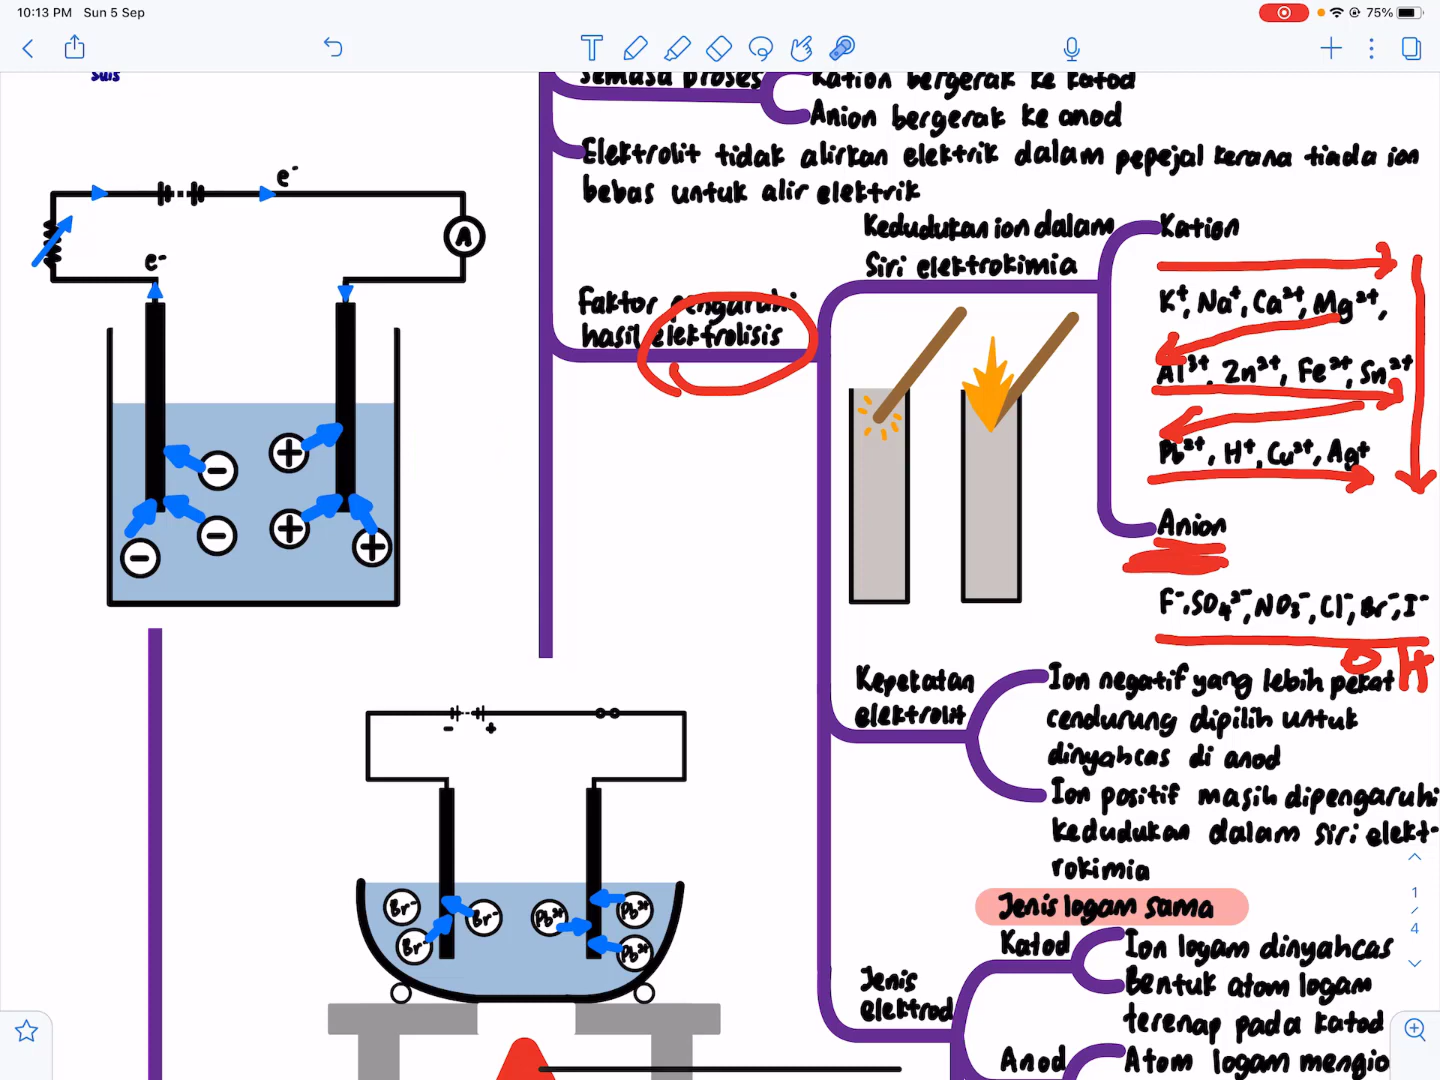 10:13 PM Sun 5 Sep
75%
suis
semasa proses
Kation bergerak ke katod
Anion bergerak ke anod
Elektrolit tidak alirkan elektrik dalam pepejal kerana tiada ion
bebas untuk alir elektrik
e-
A
e-
Kedudukan ion dalam
Siri elektrokimia
Kation
K⁺, Na⁺, Ca²⁺, Mg²⁺,
Al³⁺, Zn²⁺, Fe²⁺, Sn²⁺
Pb²⁺, H⁺, Cu²⁺, Ag⁺
Faktor pengaruhi
hasil elektrolisis
Anion
F⁻, SO₄²⁻, NO₃⁻, Cl⁻, Br⁻, I⁻
OH
Kepekatan
elektrolit
Ion negatif yang lebih pekat
cendurung dipilih untuk
dinyahcas di anod
Ion positif masih dipengaruhi
kedudukan dalam siri elekt-
rokimia
Br⁻
Br⁻
Br⁻
Pb²⁺
Pb²⁺
Pb²⁺
Jenis logam sama
Jenis
elektrod
Katod
Ion logam dinyahcas
Bentuk atom logam
terenap pada katod
Anod
Atom logam mengio
1
/
4